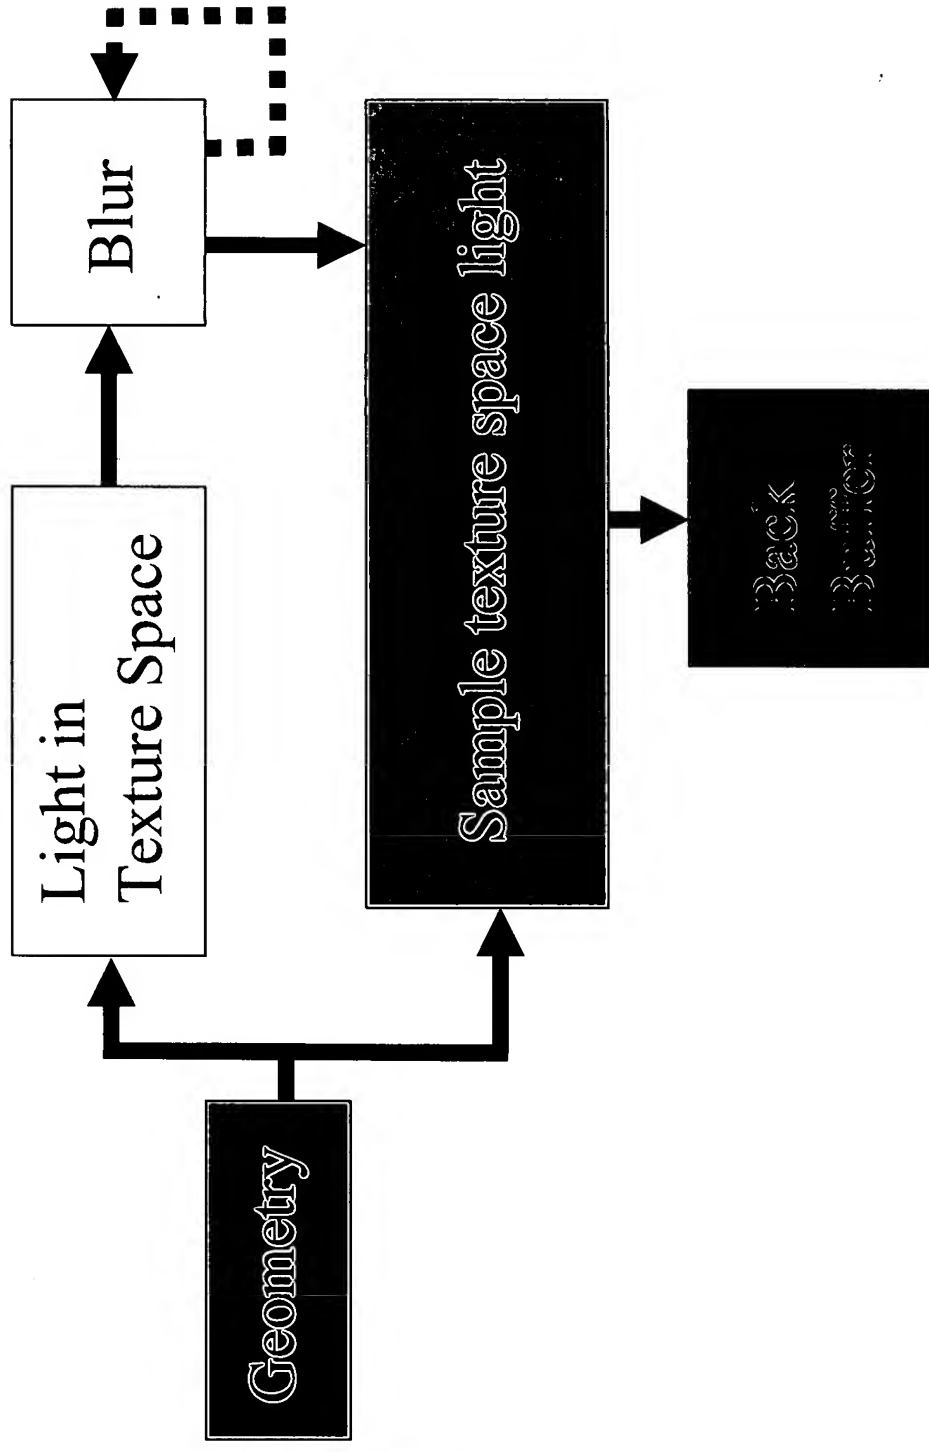 Geometry
Light in
Texture Space
Blur
Sample texture space light
Back
Buffer